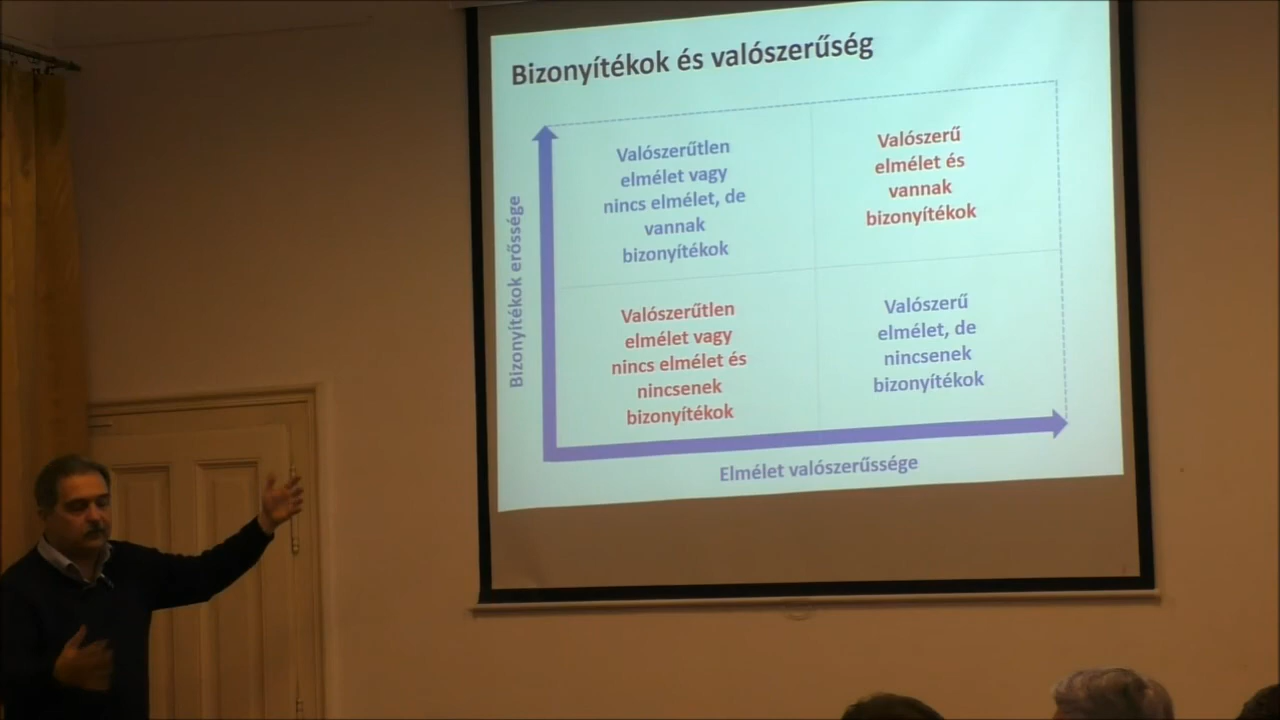 Bizonyítékok és valószerűség
Bizonyítékok erőssége
Valószerűtlen
elmélet vagy
nincs elmélet, de
vannak
bizonyítékok
Valószerű
elmélet és
vannak
bizonyítékok
Valószerűtlen
elmélet vagy
nincs elmélet és
nincsenek
bizonyítékok
Valószerű
elmélet, de
nincsenek
bizonyítékok
Elmélet valószerűssége